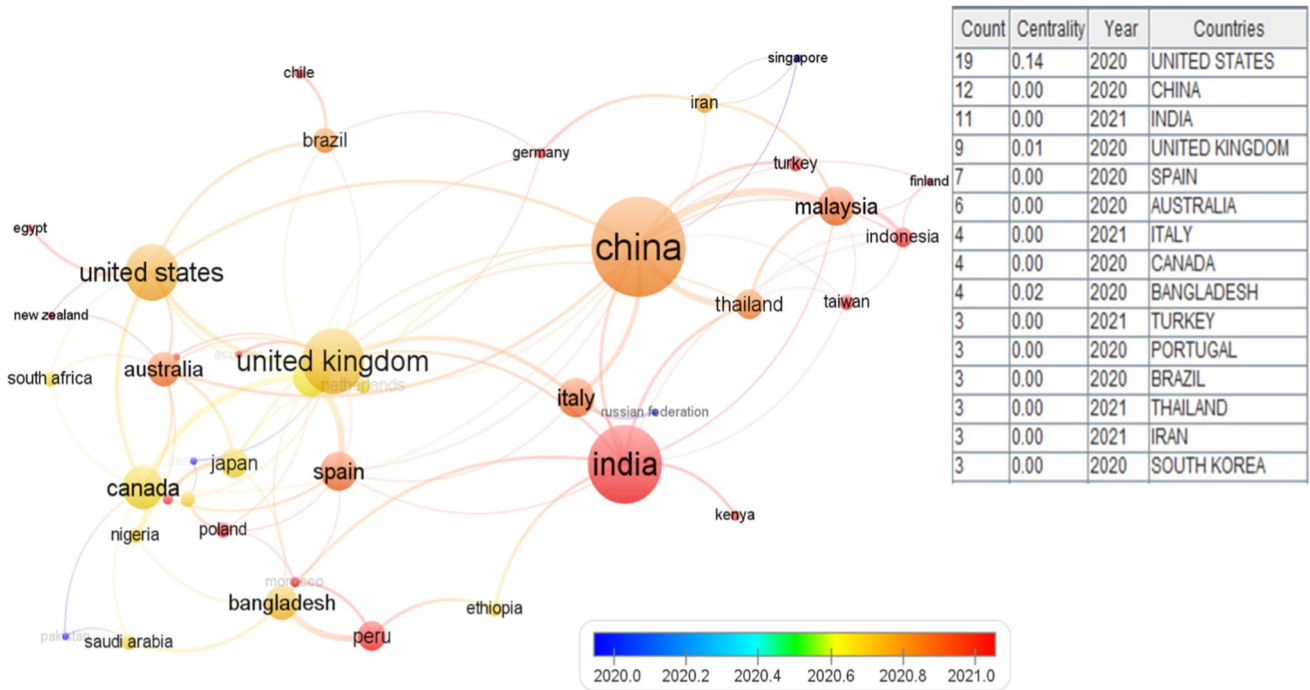 chile
singapore
iran
brazil
germany
turkey
finland
malaysia
egypt
indonesia
china
united states
thailand
taiwan
new zealand
united kingdom
australia
south africa
netherlands
italy
russian federation
japan
spain
india
canada
kenya
nigeria
poland
morocco
bangladesh
ethiopia
peru
pakistan
saudi arabia
2020.0 2020.2 2020.4 2020.6 2020.8 2021.0
Count Centrality Year Countries
19 0.14 2020 UNITED STATES
12 0.00 2020 CHINA
11 0.00 2021 INDIA
9 0.01 2020 UNITED KINGDOM
7 0.00 2020 SPAIN
6 0.00 2020 AUSTRALIA
4 0.00 2021 ITALY
4 0.00 2020 CANADA
4 0.02 2020 BANGLADESH
3 0.00 2021 TURKEY
3 0.00 2020 PORTUGAL
3 0.00 2020 BRAZIL
3 0.00 2021 THAILAND
3 0.00 2021 IRAN
3 0.00 2020 SOUTH KOREA